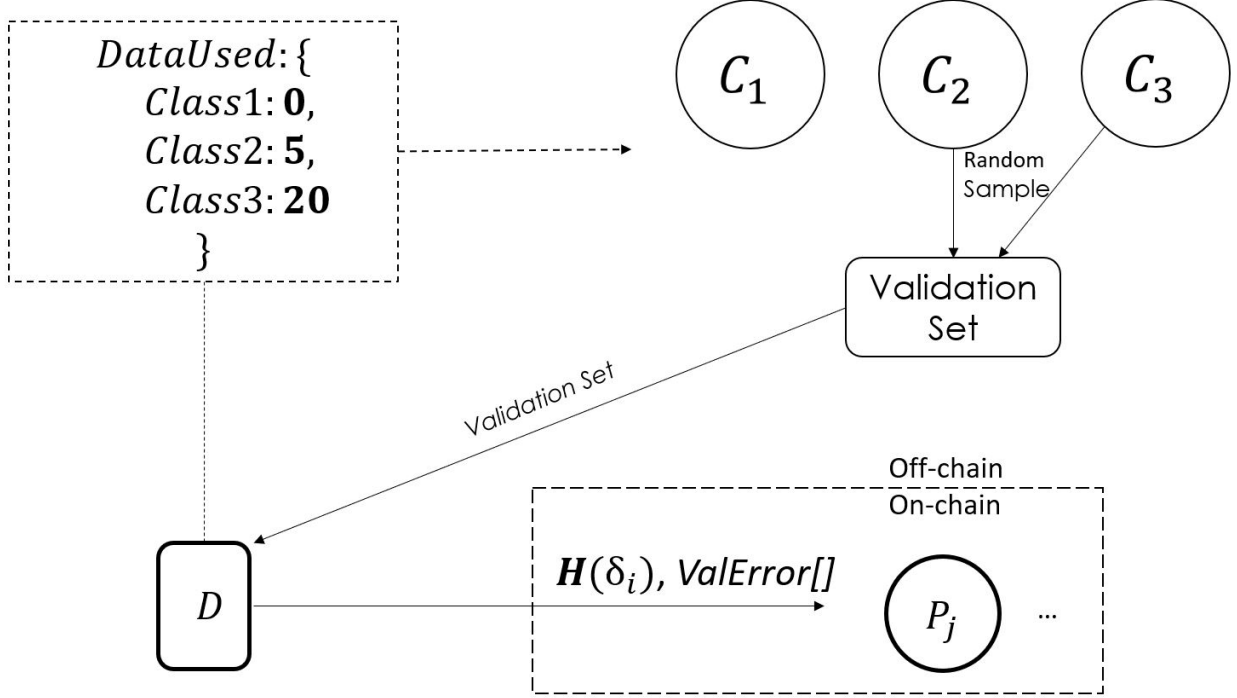 DataUsed: {
Class1: 0,
Class2: 5,
Class3: 20
}
C₁
C₂
C₃
Random
Sample
Validation
Set
Validation Set
Off-chain
On-chain
H(δᵢ), ValError[]
D
Pⱼ
...